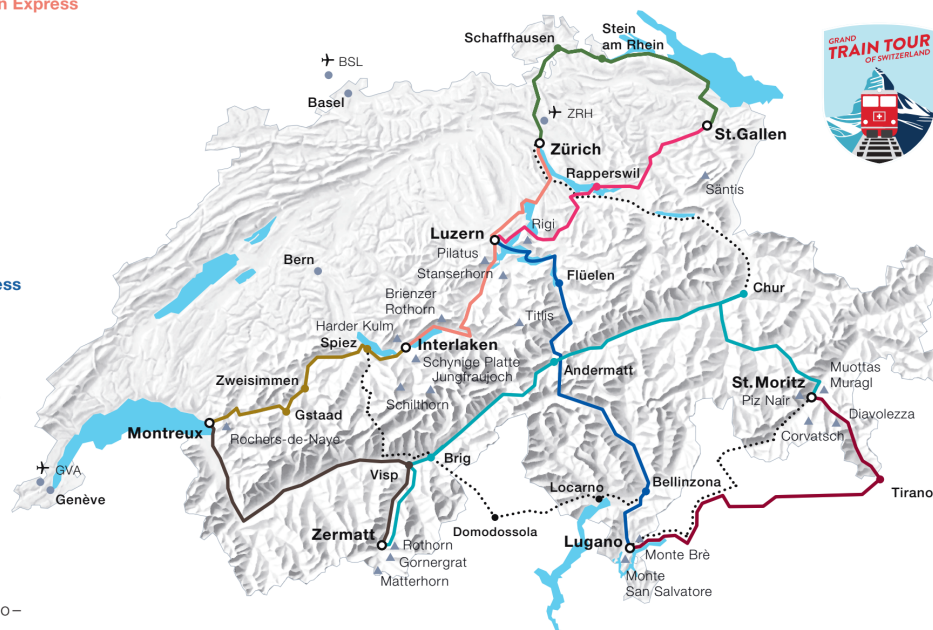 n Express
Schaffhausen
Stein
am Rhein
GRAND
TRAIN TOUR
OF SWITZERLAND
BSL
Basel
ZRH
St.Gallen
Zürich
Rapperswil
Säntis
Rigi
Luzern
Pilatus
Bern
Stanserhorn
Flüelen
ess
Chur
Brienzer
Rothorn
Titlis
Harder Kulm
Spiez
Interlaken
Schynige Platte
Jungfraujoch
Andermatt
Muottas
Muragl
St.Moritz
Piz Nair
Zweisimmen
Schilthorn
Gstaad
Diavolezza
Corvatsch
Montreux
Rochers-de-Naye
Brig
Visp
GVA
Genève
Locarno
Bellinzona
Tirano
Domodossola
Zermatt
Lugano
Rothorn
Monte Brè
Gornergrat
Matterhorn
Monte
San Salvatore
o –